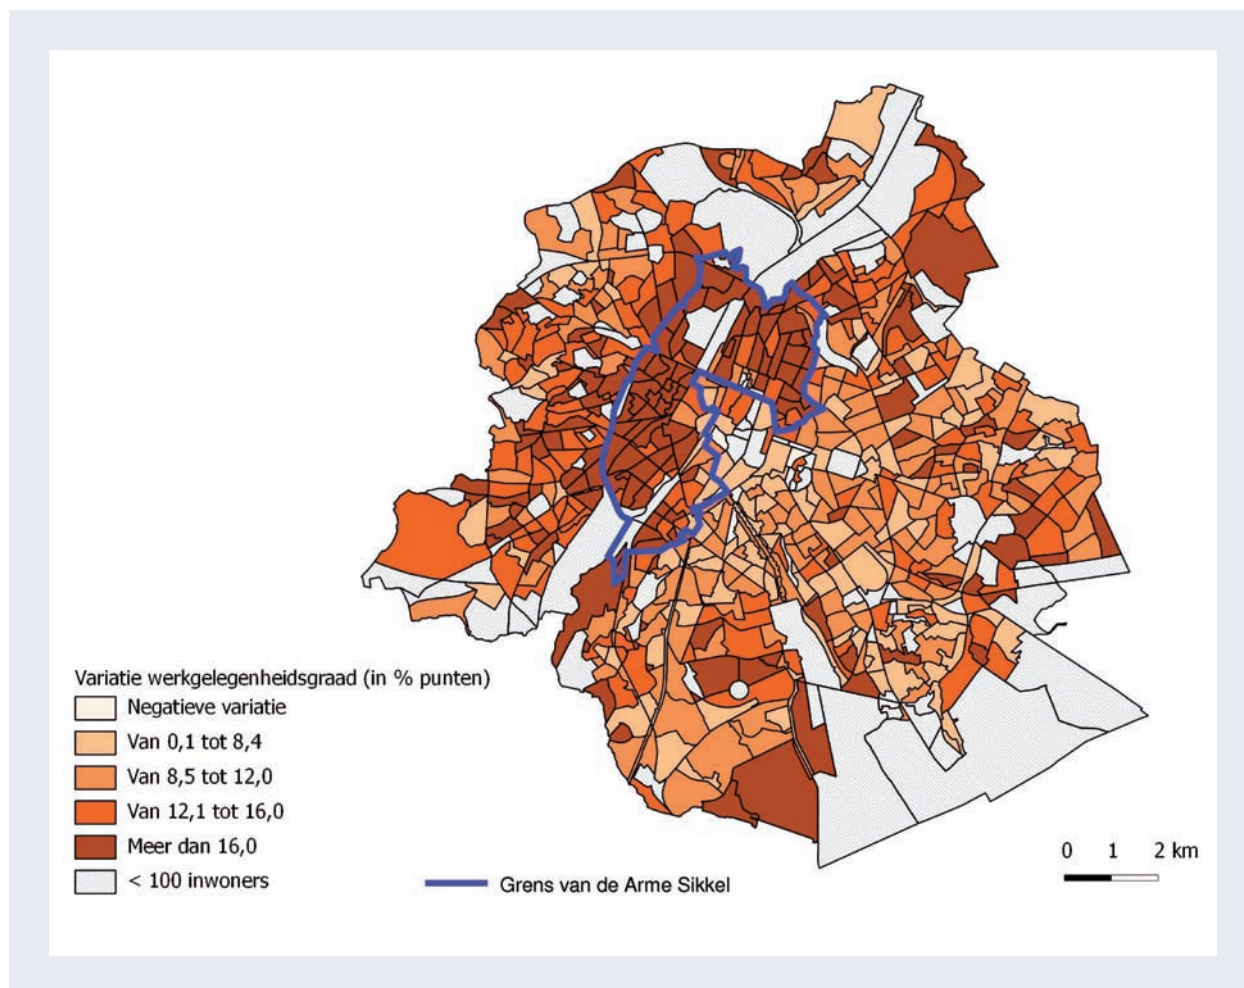 Variatie werkgelegenheidsgraad (in % punten)
Negatieve variatie
Van 0,1 tot 8,4
Van 8,5 tot 12,0
Van 12,1 tot 16,0
Meer dan 16,0
< 100 inwoners
Grens van de Arme Sikkel
0 1 2 km